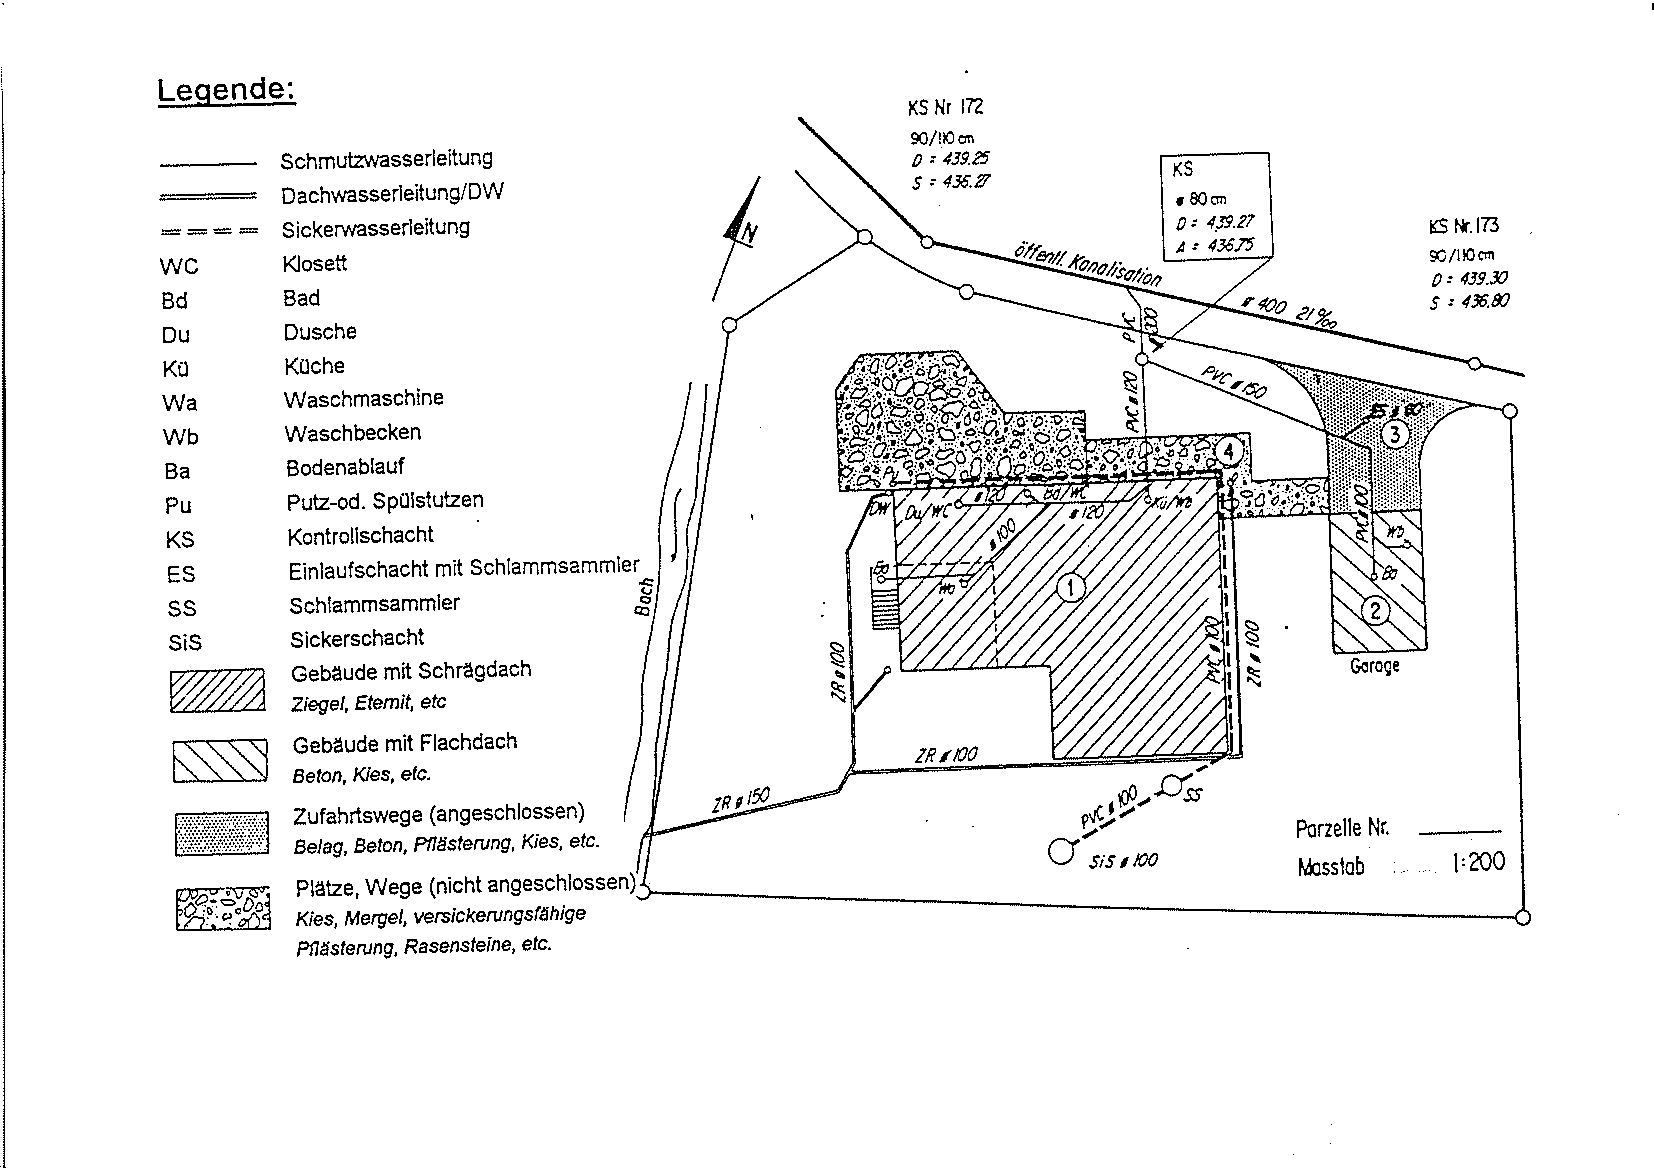 Legende:
Schmutzwasserleitung
Dachwasserleitung/DW
Sickerwasserleitung
WC Klosett
Bd Bad
Du Dusche
Kü Küche
Wa Waschmaschine
Wb Waschbecken
Ba Bodenablauf
Pu Putz-od. Spülstutzen
KS Kontrollschacht
ES Einlaufschacht mit Schlammsammler
SS Schlammsammler
SiS Sickerschacht
Gebäude mit Schrägdach
Ziegel, Eternit, etc
Gebäude mit Flachdach
Beton, Kies, etc.
Zufahrtswege (angeschlossen)
Belag, Beton, Pflästerung, Kies, etc.
Plätze, Wege (nicht angeschlossen)
Kies, Mergel, versickerungsfähige
Pflästerung, Rasensteine, etc.
KS Nr 172
90/110 cm
D = 439.25
S = 436.27
KS
ø 80 cm
D = 439.27
A = 436.75
KS Nr. 173
90/110 cm
D = 439.30
S = 436.80
N
öffentl. Kanalisation
ø 400 21‰
PVC ø 200
PVC ø 120
PVC ø 150
ES ø 80
3
4
DW
Du/WC
ø 120
Bd/WC
ø 120
Kü/Wb
ø 100
Ba
Wa
1
PVC ø 100
Wb
Ba
2
Garage
Bach
ZR ø 100
PVC ø 100
ZR ø 100
ZR ø 100
ZR ø 150
PVC ø 100
SS
SiS ø 100
Parzelle Nr.
Masstab 1:200